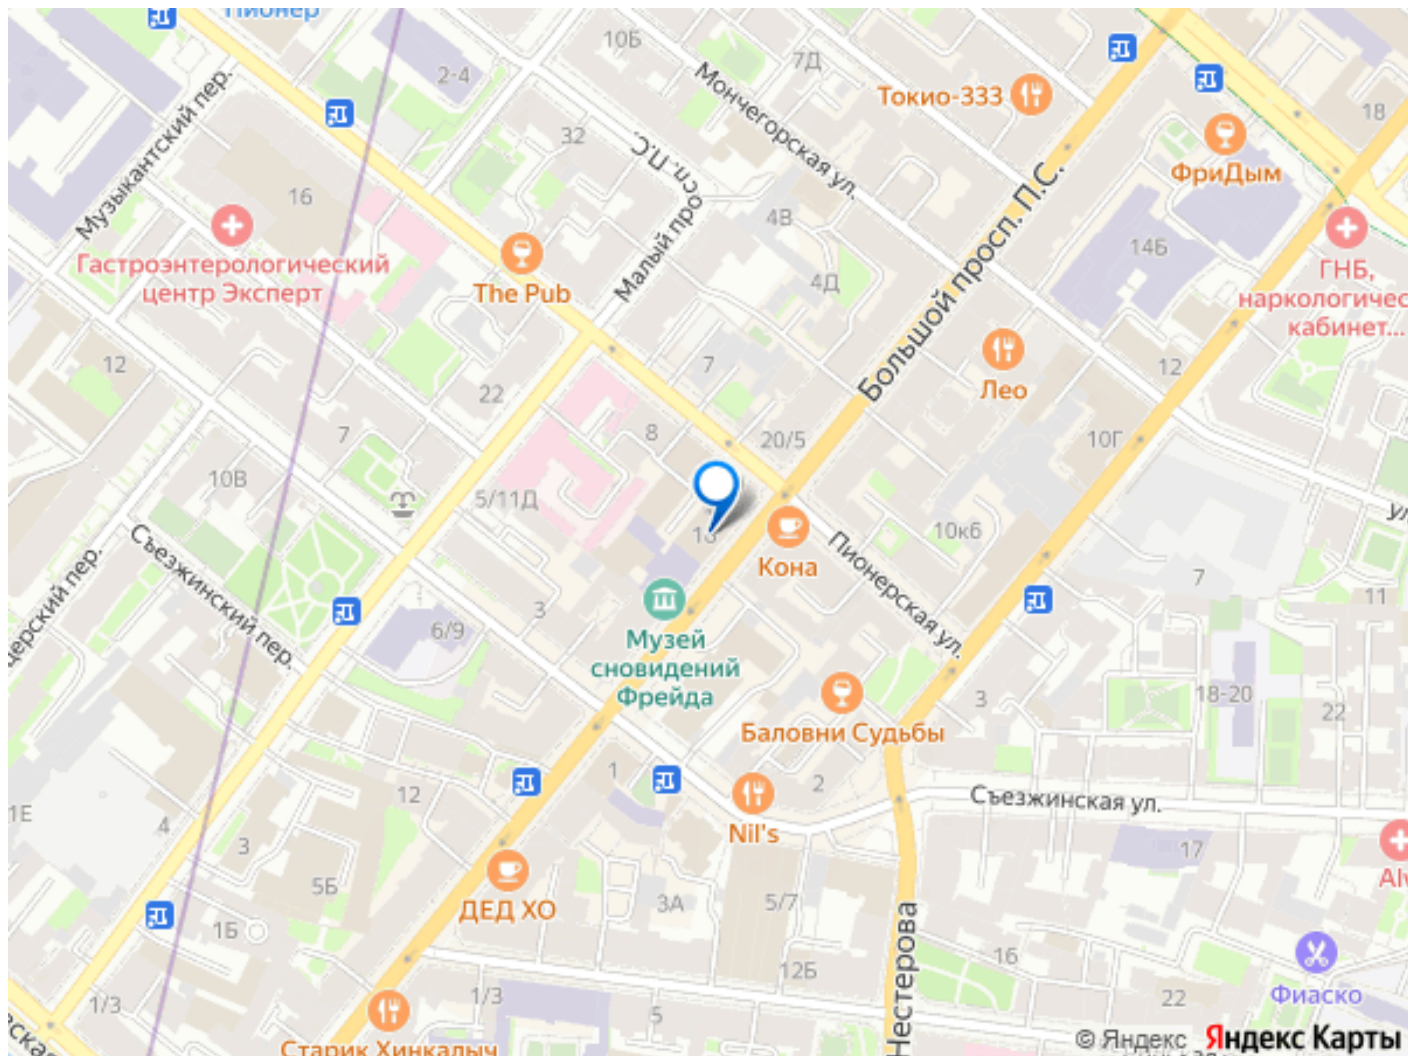 Пионер
10Б
7Д
2-4
Мончегорская ул.
Токио-333
18
Музыкантский пер.
32
Малый просп. П.С.
ФриДым
16
4В
14Б
Гастроэнтерологический
центр Эксперт
The Pub
4Д
Большой просп. П.С.
ГНБ,
наркологичес
кабинет...
12
22
7
Лео
12
7
8
20/5
10Г
10В
5/11Д
Кона
10к6
ул
Съезжинский пер.
Пионерская ул.
7
11
дерский пер.
6/9
3
Музей
сновидений
Фрейда
Баловни Судьбы
3
18-20
22
1Е
4
12
1
2
Съезжинская ул.
Nil's
3
5Б
17
Al
ДЕД ХО
3А
5/7
1Б
12Б
Нестерова
16
Фиаско
1/3
1/3
5
22
ская
Старик Хинкалыч
© Яндекс Яндекс Карты